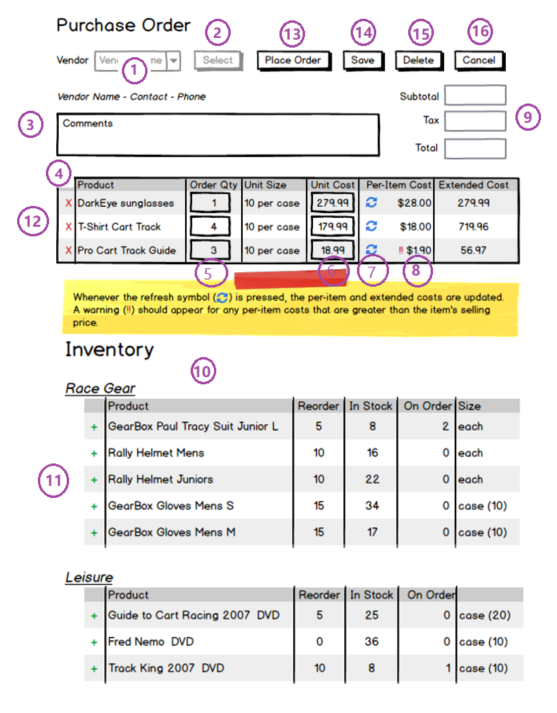 Purchase Order
2 13 14 15 16
Vendor Ven me Select Place Order Save Delete Cancel
1
Vendor Name - Contact - Phone Subtotal
3 Comments Tax 9
Total
4
Product Order Qty Unit Size Unit Cost Per-Item Cost Extended Cost
X DarkEye sunglasses 1 10 per case 279.99 $28.00 279.99
12 X T-Shirt Cart Track 4 10 per case 179.99 $18.00 719.96
X Pro Cart Track Guide 3 10 per case 18.99 !! $1.90 56.97
5 6 7 8
Whenever the refresh symbol ( ) is pressed, the per-item and extended costs are updated.
A warning (!!) should appear for any per-item costs that are greater than the item's selling
price.
Inventory
10
Race Gear
Product Reorder In Stock On Order Size
+ GearBox Paul Tracy Suit Junior L 5 8 2 each
+ Rally Helmet Mens 10 16 0 each
11 + Rally Helmet Juniors 10 22 0 each
+ GearBox Gloves Mens S 15 34 0 case (10)
+ GearBox Gloves Mens M 15 17 0 case (10)
Leisure
Product Reorder In Stock On Order
+ Guide to Cart Racing 2007 DVD 5 25 0 case (20)
+ Fred Nemo DVD 0 36 0 case (10)
+ Track King 2007 DVD 10 8 1 case (10)